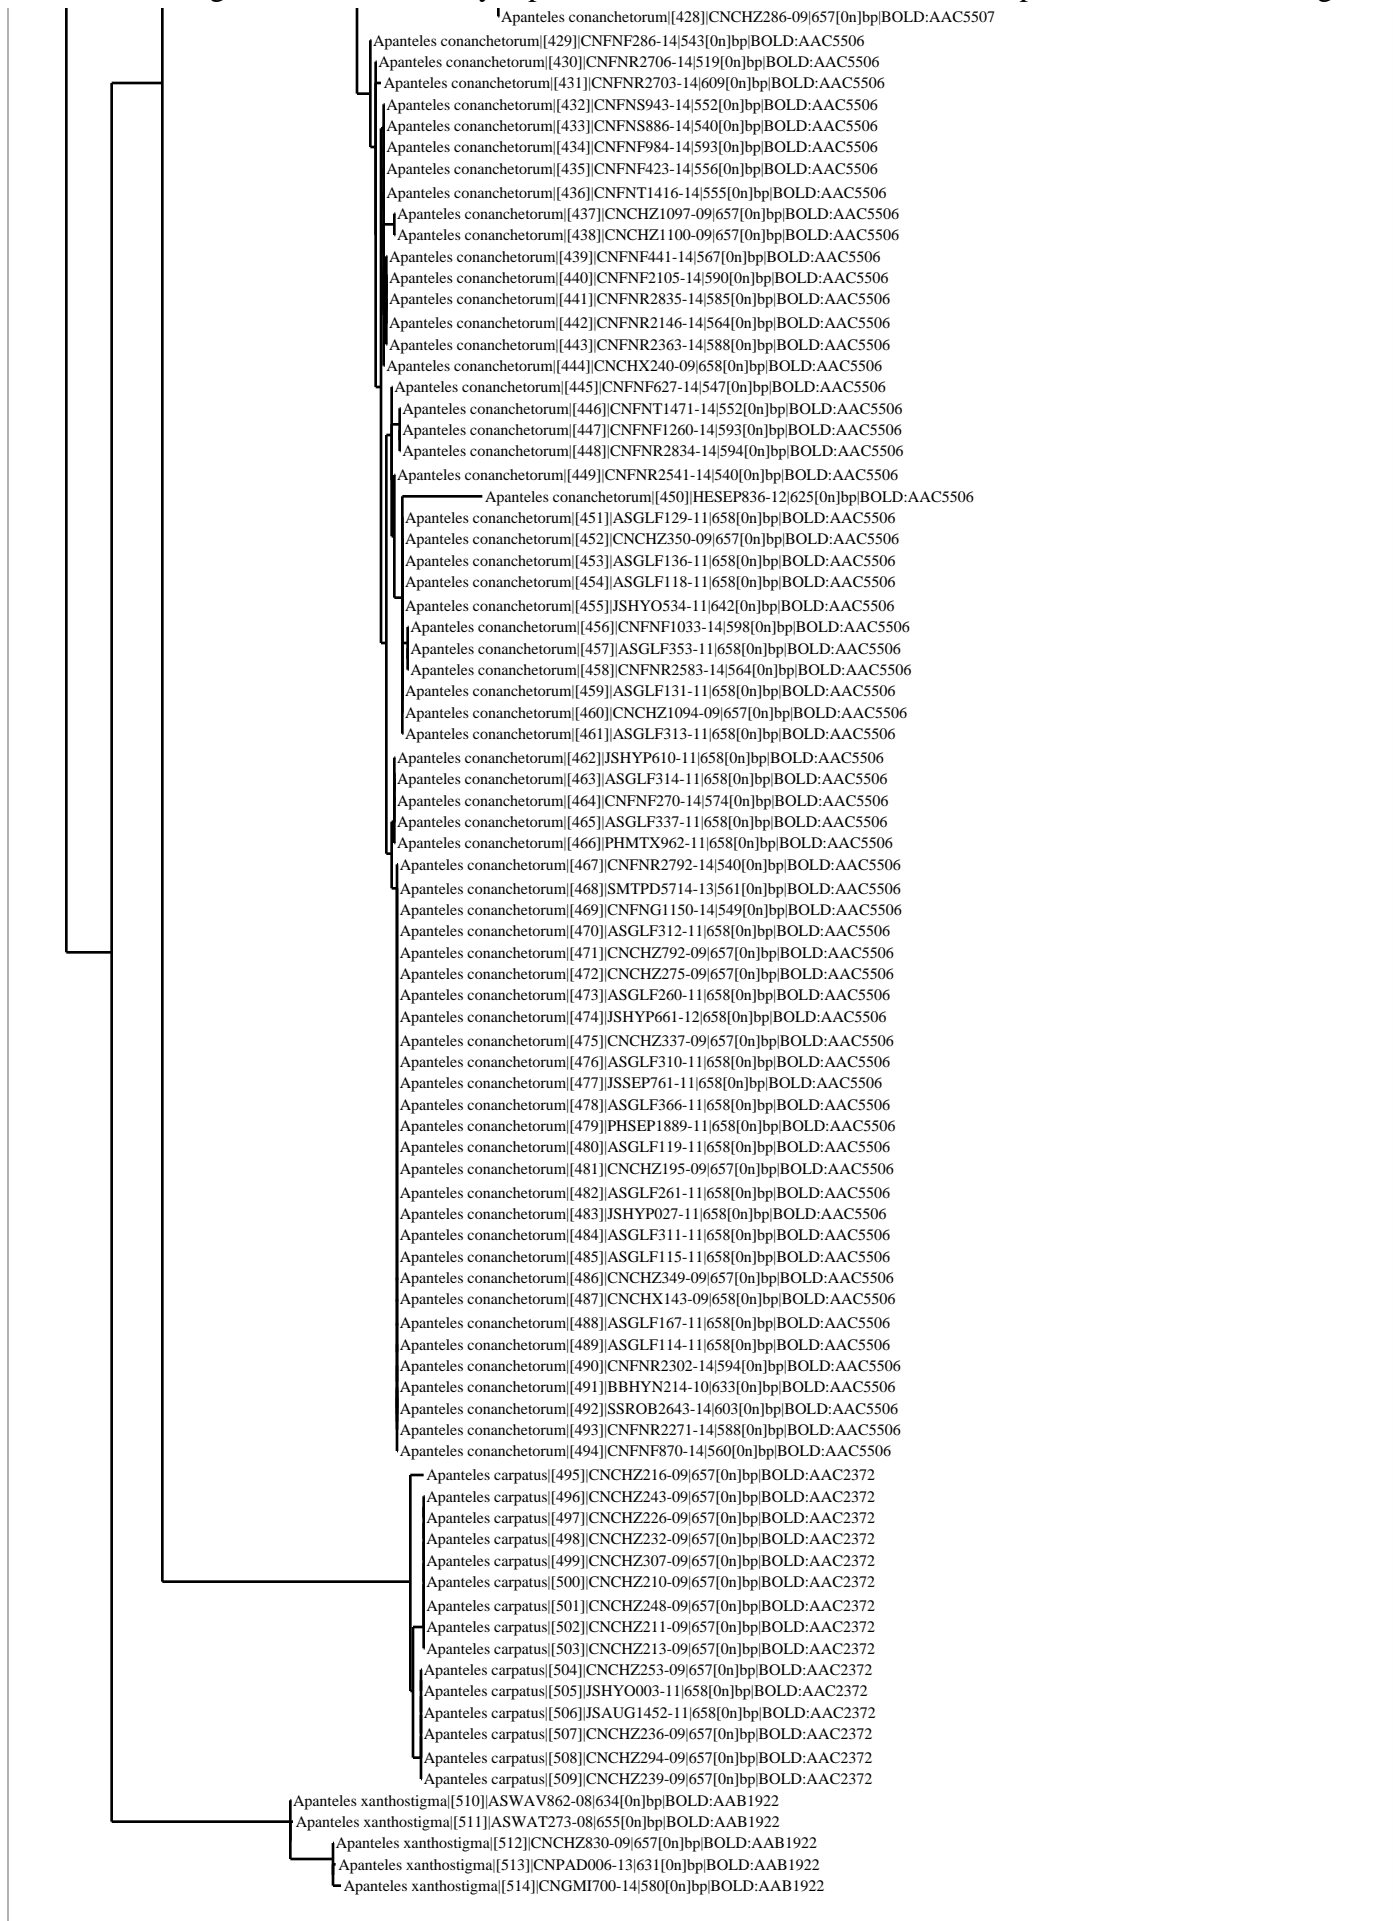 Apanteles conanchetorum|[428]|CNCHZ286-09|657[0n]bp|BOLD:AAC5507
Apanteles conanchetorum|[429]|CNFNF286-14|543[0n]bp|BOLD:AAC5506
Apanteles conanchetorum|[430]|CNFNR2706-14|519[0n]bp|BOLD:AAC5506
Apanteles conanchetorum|[431]|CNFNR2703-14|609[0n]bp|BOLD:AAC5506
Apanteles conanchetorum|[432]|CNFNS943-14|552[0n]bp|BOLD:AAC5506
Apanteles conanchetorum|[433]|CNFNS886-14|540[0n]bp|BOLD:AAC5506
Apanteles conanchetorum|[434]|CNFNF984-14|593[0n]bp|BOLD:AAC5506
Apanteles conanchetorum|[435]|CNFNF423-14|556[0n]bp|BOLD:AAC5506
Apanteles conanchetorum|[436]|CNFNT1416-14|555[0n]bp|BOLD:AAC5506
Apanteles conanchetorum|[437]|CNCHZ1097-09|657[0n]bp|BOLD:AAC5506
Apanteles conanchetorum|[438]|CNCHZ1100-09|657[0n]bp|BOLD:AAC5506
Apanteles conanchetorum|[439]|CNFNF441-14|567[0n]bp|BOLD:AAC5506
Apanteles conanchetorum|[440]|CNFNF2105-14|590[0n]bp|BOLD:AAC5506
Apanteles conanchetorum|[441]|CNFNR2835-14|585[0n]bp|BOLD:AAC5506
Apanteles conanchetorum|[442]|CNFNR2146-14|564[0n]bp|BOLD:AAC5506
Apanteles conanchetorum|[443]|CNFNR2363-14|588[0n]bp|BOLD:AAC5506
Apanteles conanchetorum|[444]|CNCHX240-09|658[0n]bp|BOLD:AAC5506
Apanteles conanchetorum|[445]|CNFNF627-14|547[0n]bp|BOLD:AAC5506
Apanteles conanchetorum|[446]|CNFNT1471-14|552[0n]bp|BOLD:AAC5506
Apanteles conanchetorum|[447]|CNFNF1260-14|593[0n]bp|BOLD:AAC5506
Apanteles conanchetorum|[448]|CNFNR2834-14|594[0n]bp|BOLD:AAC5506
Apanteles conanchetorum|[449]|CNFNR2541-14|540[0n]bp|BOLD:AAC5506
Apanteles conanchetorum|[450]|HESEP836-12|625[0n]bp|BOLD:AAC5506
Apanteles conanchetorum|[451]|ASGLF129-11|658[0n]bp|BOLD:AAC5506
Apanteles conanchetorum|[452]|CNCHZ350-09|657[0n]bp|BOLD:AAC5506
Apanteles conanchetorum|[453]|ASGLF136-11|658[0n]bp|BOLD:AAC5506
Apanteles conanchetorum|[454]|ASGLF118-11|658[0n]bp|BOLD:AAC5506
Apanteles conanchetorum|[455]|JSHYO534-11|642[0n]bp|BOLD:AAC5506
Apanteles conanchetorum|[456]|CNFNF1033-14|598[0n]bp|BOLD:AAC5506
Apanteles conanchetorum|[457]|ASGLF353-11|658[0n]bp|BOLD:AAC5506
Apanteles conanchetorum|[458]|CNFNR2583-14|564[0n]bp|BOLD:AAC5506
Apanteles conanchetorum|[459]|ASGLF131-11|658[0n]bp|BOLD:AAC5506
Apanteles conanchetorum|[460]|CNCHZ1094-09|657[0n]bp|BOLD:AAC5506
Apanteles conanchetorum|[461]|ASGLF313-11|658[0n]bp|BOLD:AAC5506
Apanteles conanchetorum|[462]|JSHYP610-11|658[0n]bp|BOLD:AAC5506
Apanteles conanchetorum|[463]|ASGLF314-11|658[0n]bp|BOLD:AAC5506
Apanteles conanchetorum|[464]|CNFNF270-14|574[0n]bp|BOLD:AAC5506
Apanteles conanchetorum|[465]|ASGLF337-11|658[0n]bp|BOLD:AAC5506
Apanteles conanchetorum|[466]|PHMTX962-11|658[0n]bp|BOLD:AAC5506
Apanteles conanchetorum|[467]|CNFNR2792-14|540[0n]bp|BOLD:AAC5506
Apanteles conanchetorum|[468]|SMTPD5714-13|561[0n]bp|BOLD:AAC5506
Apanteles conanchetorum|[469]|CNFNG1150-14|549[0n]bp|BOLD:AAC5506
Apanteles conanchetorum|[470]|ASGLF312-11|658[0n]bp|BOLD:AAC5506
Apanteles conanchetorum|[471]|CNCHZ792-09|657[0n]bp|BOLD:AAC5506
Apanteles conanchetorum|[472]|CNCHZ275-09|657[0n]bp|BOLD:AAC5506
Apanteles conanchetorum|[473]|ASGLF260-11|658[0n]bp|BOLD:AAC5506
Apanteles conanchetorum|[474]|JSHYP661-12|658[0n]bp|BOLD:AAC5506
Apanteles conanchetorum|[475]|CNCHZ337-09|657[0n]bp|BOLD:AAC5506
Apanteles conanchetorum|[476]|ASGLF310-11|658[0n]bp|BOLD:AAC5506
Apanteles conanchetorum|[477]|JSSEP761-11|658[0n]bp|BOLD:AAC5506
Apanteles conanchetorum|[478]|ASGLF366-11|658[0n]bp|BOLD:AAC5506
Apanteles conanchetorum|[479]|PHSEP1889-11|658[0n]bp|BOLD:AAC5506
Apanteles conanchetorum|[480]|ASGLF119-11|658[0n]bp|BOLD:AAC5506
Apanteles conanchetorum|[481]|CNCHZ195-09|657[0n]bp|BOLD:AAC5506
Apanteles conanchetorum|[482]|ASGLF261-11|658[0n]bp|BOLD:AAC5506
Apanteles conanchetorum|[483]|JSHYP027-11|658[0n]bp|BOLD:AAC5506
Apanteles conanchetorum|[484]|ASGLF311-11|658[0n]bp|BOLD:AAC5506
Apanteles conanchetorum|[485]|ASGLF115-11|658[0n]bp|BOLD:AAC5506
Apanteles conanchetorum|[486]|CNCHZ349-09|657[0n]bp|BOLD:AAC5506
Apanteles conanchetorum|[487]|CNCHX143-09|658[0n]bp|BOLD:AAC5506
Apanteles conanchetorum|[488]|ASGLF167-11|658[0n]bp|BOLD:AAC5506
Apanteles conanchetorum|[489]|ASGLF114-11|658[0n]bp|BOLD:AAC5506
Apanteles conanchetorum|[490]|CNFNR2302-14|594[0n]bp|BOLD:AAC5506
Apanteles conanchetorum|[491]|BBHYN214-10|633[0n]bp|BOLD:AAC5506
Apanteles conanchetorum|[492]|SSROB2643-14|603[0n]bp|BOLD:AAC5506
Apanteles conanchetorum|[493]|CNFNR2271-14|588[0n]bp|BOLD:AAC5506
Apanteles conanchetorum|[494]|CNFNF870-14|560[0n]bp|BOLD:AAC5506
Apanteles carpatus|[495]|CNCHZ216-09|657[0n]bp|BOLD:AAC2372
Apanteles carpatus|[496]|CNCHZ243-09|657[0n]bp|BOLD:AAC2372
Apanteles carpatus|[497]|CNCHZ226-09|657[0n]bp|BOLD:AAC2372
Apanteles carpatus|[498]|CNCHZ232-09|657[0n]bp|BOLD:AAC2372
Apanteles carpatus|[499]|CNCHZ307-09|657[0n]bp|BOLD:AAC2372
Apanteles carpatus|[500]|CNCHZ210-09|657[0n]bp|BOLD:AAC2372
Apanteles carpatus|[501]|CNCHZ248-09|657[0n]bp|BOLD:AAC2372
Apanteles carpatus|[502]|CNCHZ211-09|657[0n]bp|BOLD:AAC2372
Apanteles carpatus|[503]|CNCHZ213-09|657[0n]bp|BOLD:AAC2372
Apanteles carpatus|[504]|CNCHZ253-09|657[0n]bp|BOLD:AAC2372
Apanteles carpatus|[505]|JSHYO003-11|658[0n]bp|BOLD:AAC2372
Apanteles carpatus|[506]|JSAUG1452-11|658[0n]bp|BOLD:AAC2372
Apanteles carpatus|[507]|CNCHZ236-09|657[0n]bp|BOLD:AAC2372
Apanteles carpatus|[508]|CNCHZ294-09|657[0n]bp|BOLD:AAC2372
Apanteles carpatus|[509]|CNCHZ239-09|657[0n]bp|BOLD:AAC2372
Apanteles xanthostigma|[510]|ASWAV862-08|634[0n]bp|BOLD:AAB1922
Apanteles xanthostigma|[511]|ASWAT273-08|655[0n]bp|BOLD:AAB1922
Apanteles xanthostigma|[512]|CNCHZ830-09|657[0n]bp|BOLD:AAB1922
Apanteles xanthostigma|[513]|CNPAD006-13|631[0n]bp|BOLD:AAB1922
Apanteles xanthostigma|[514]|CNGMI700-14|580[0n]bp|BOLD:AAB1922